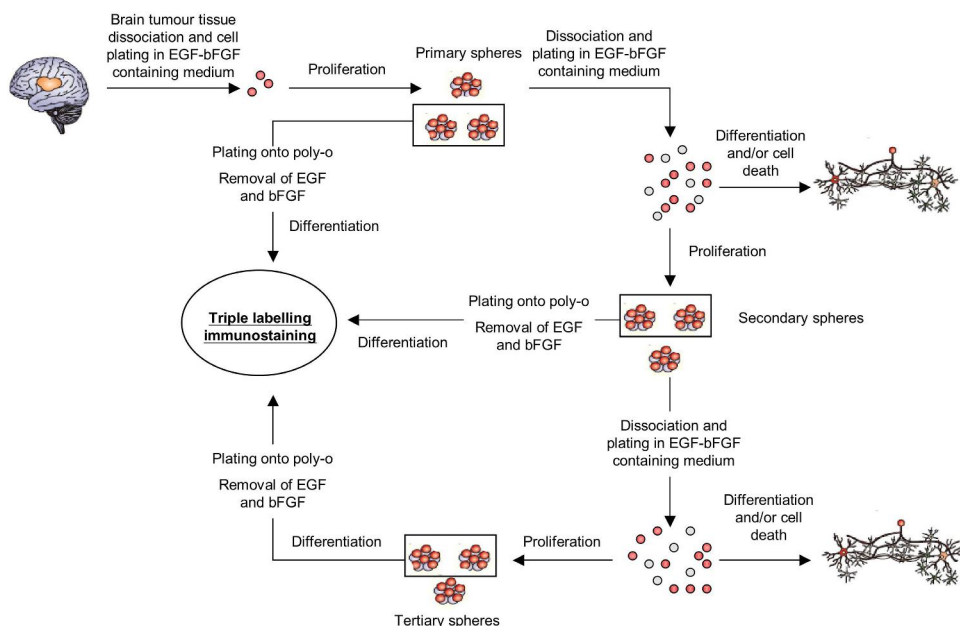 Brain tumour tissue
dissociation and cell
plating in EGF-bFGF
containing medium
Proliferation
Primary spheres
Dissociation and
plating in EGF-bFGF
containing medium
Plating onto poly-o
Removal of EGF
and bFGF
Differentiation
Differentiation
and/or cell
death
Proliferation
Triple labelling
immunostaining
Plating onto poly-o
Removal of EGF
and bFGF
Differentiation
Secondary spheres
Dissociation and
plating in EGF-bFGF
containing medium
Plating onto poly-o
Removal of EGF
and bFGF
Differentiation
Proliferation
Differentiation
and/or cell
death
Tertiary spheres